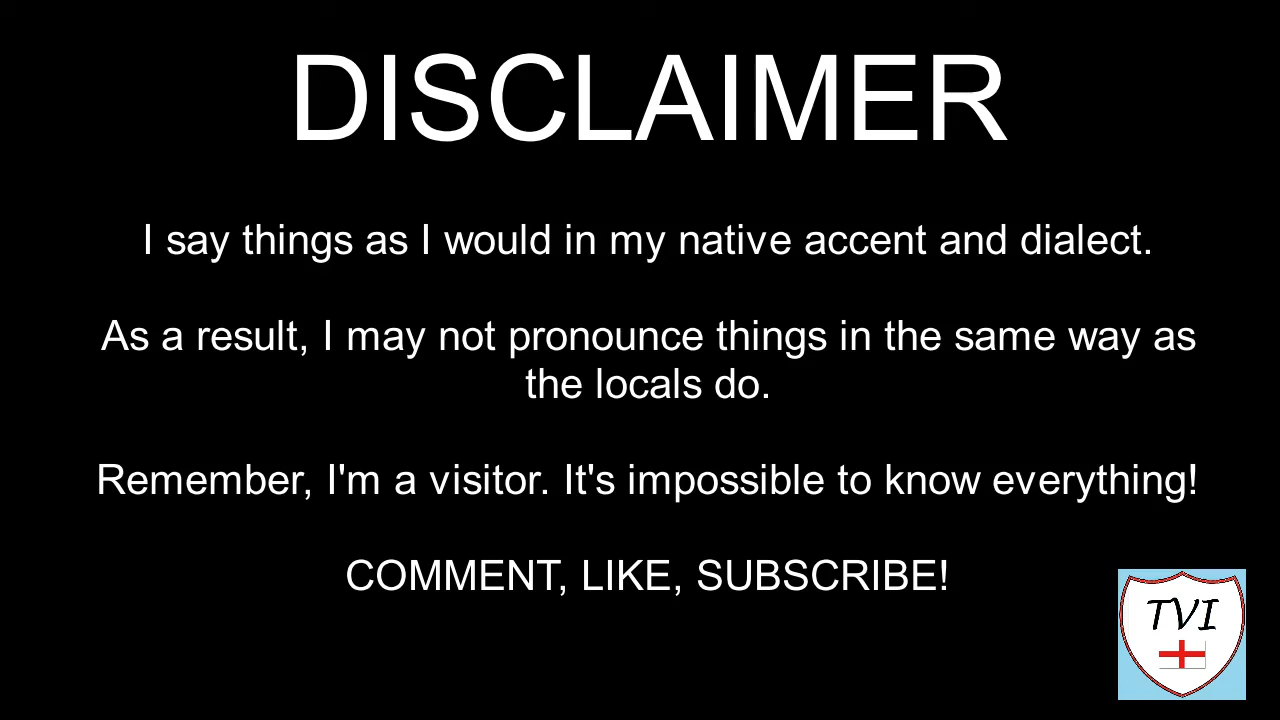 DISCLAIMER
I say things as I would in my native accent and dialect.
As a result, I may not pronounce things in the same way as
the locals do.
Remember, I'm a visitor. It's impossible to know everything!
COMMENT, LIKE, SUBSCRIBE!
TVI